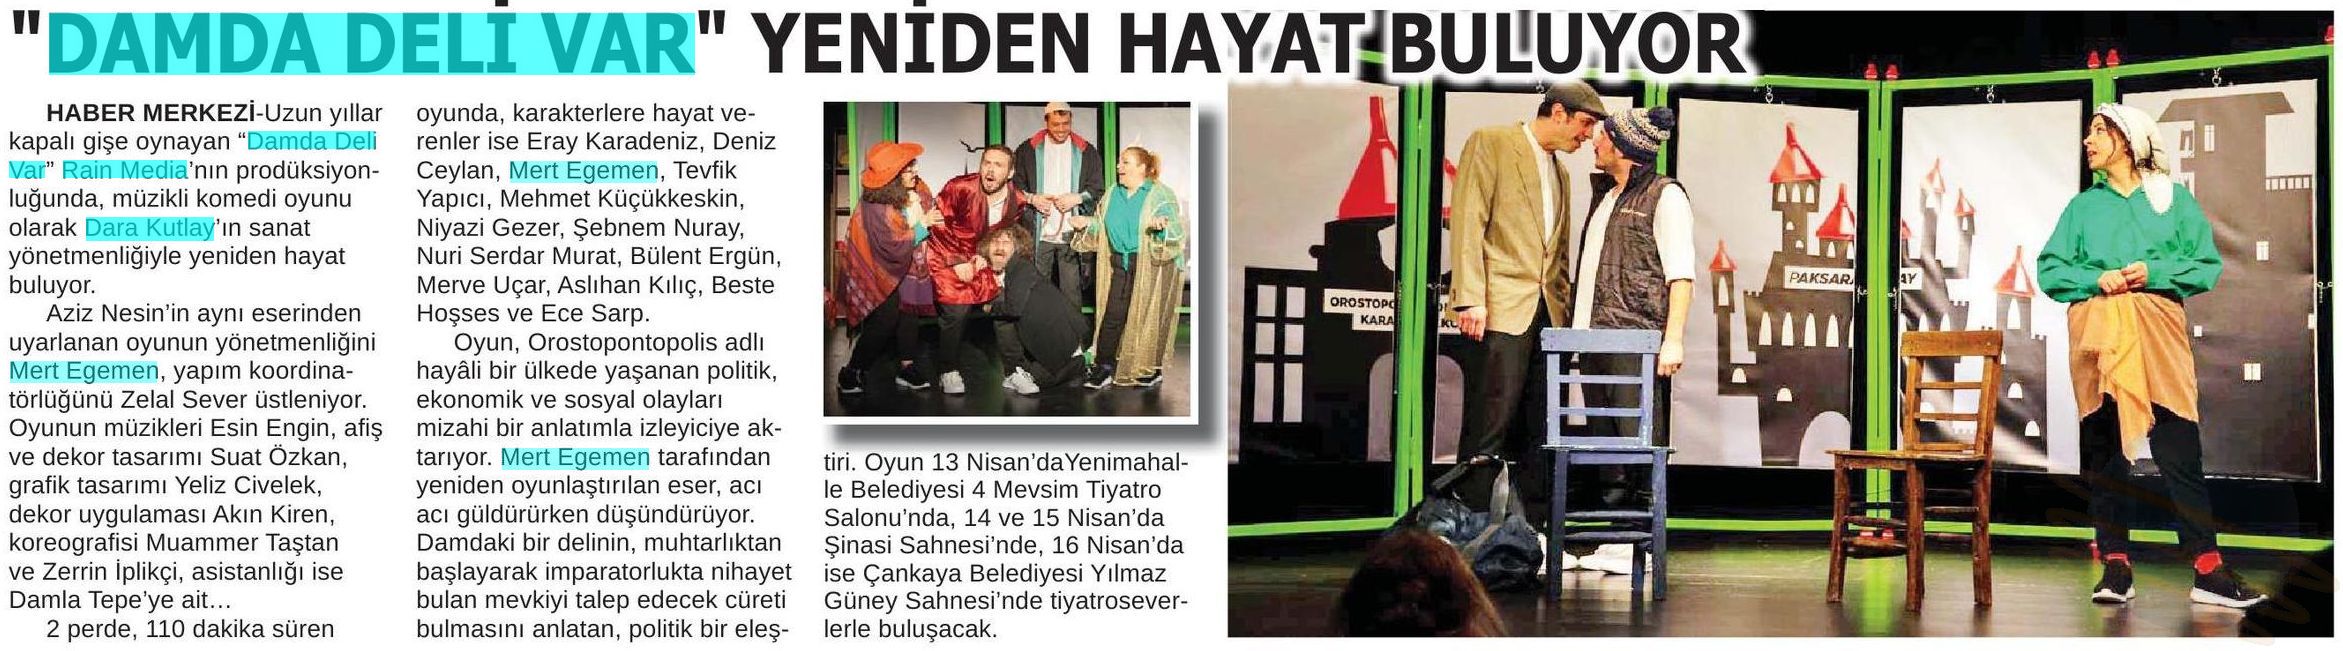 "DAMDA DELİ VAR" YENİDEN HAYAT BULUYOR
HABER MERKEZİ-Uzun yıllar
kapalı gişe oynayan “Damda Deli
Var” Rain Media’nın prodüksiyon-
luğunda, müzikli komedi oyunu
olarak Dara Kutlay’ın sanat
yönetmenliğiyle yeniden hayat
buluyor.
Aziz Nesin’in aynı eserinden
uyarlanan oyunun yönetmenliğini
Mert Egemen, yapım koordina-
törlüğünü Zelal Sever üstleniyor.
Oyunun müzikleri Esin Engin, afiş
ve dekor tasarımı Suat Özkan,
grafik tasarımı Yeliz Civelek,
dekor uygulaması Akın Kiren,
koreografisi Muammer Taştan
ve Zerrin İplikçi, asistanlığı ise
Damla Tepe’ye ait…
2 perde, 110 dakika süren
oyunda, karakterlere hayat ve-
renler ise Eray Karadeniz, Deniz
Ceylan, Mert Egemen, Tevfik
Yapıcı, Mehmet Küçükkeskin,
Niyazi Gezer, Şebnem Nuray,
Nuri Serdar Murat, Bülent Ergün,
Merve Uçar, Aslıhan Kılıç, Beste
Hoşses ve Ece Sarp.
Oyun, Orostopontopolis adlı
hayâli bir ülkede yaşanan politik,
ekonomik ve sosyal olayları
mizahi bir anlatımla izleyiciye ak-
tarıyor. Mert Egemen tarafından
yeniden oyunlaştırılan eser, acı
acı güldürürken düşündürüyor.
Damdaki bir delinin, muhtarlıktan
başlayarak imparatorlukta nihayet
bulan mevkiyi talep edecek cüreti
bulmasını anlatan, politik bir eleş-
tiri. Oyun 13 Nisan’daYenimahal-
le Belediyesi 4 Mevsim Tiyatro
Salonu’nda, 14 ve 15 Nisan’da
Şinasi Sahnesi’nde, 16 Nisan’da
ise Çankaya Belediyesi Yılmaz
Güney Sahnesi’nde tiyatrosever-
lerle buluşacak.